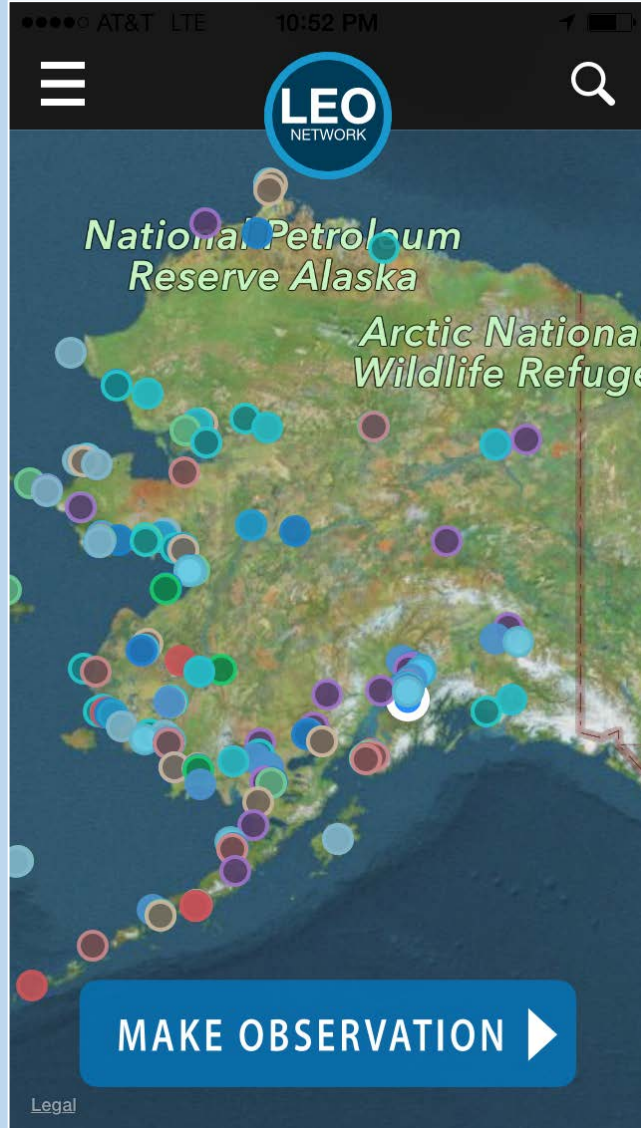 AT&T LTE 10:52 PM
LEO
NETWORK
National Petroleum
Reserve Alaska
Arctic National
Wildlife Refuge
MAKE OBSERVATION
Legal